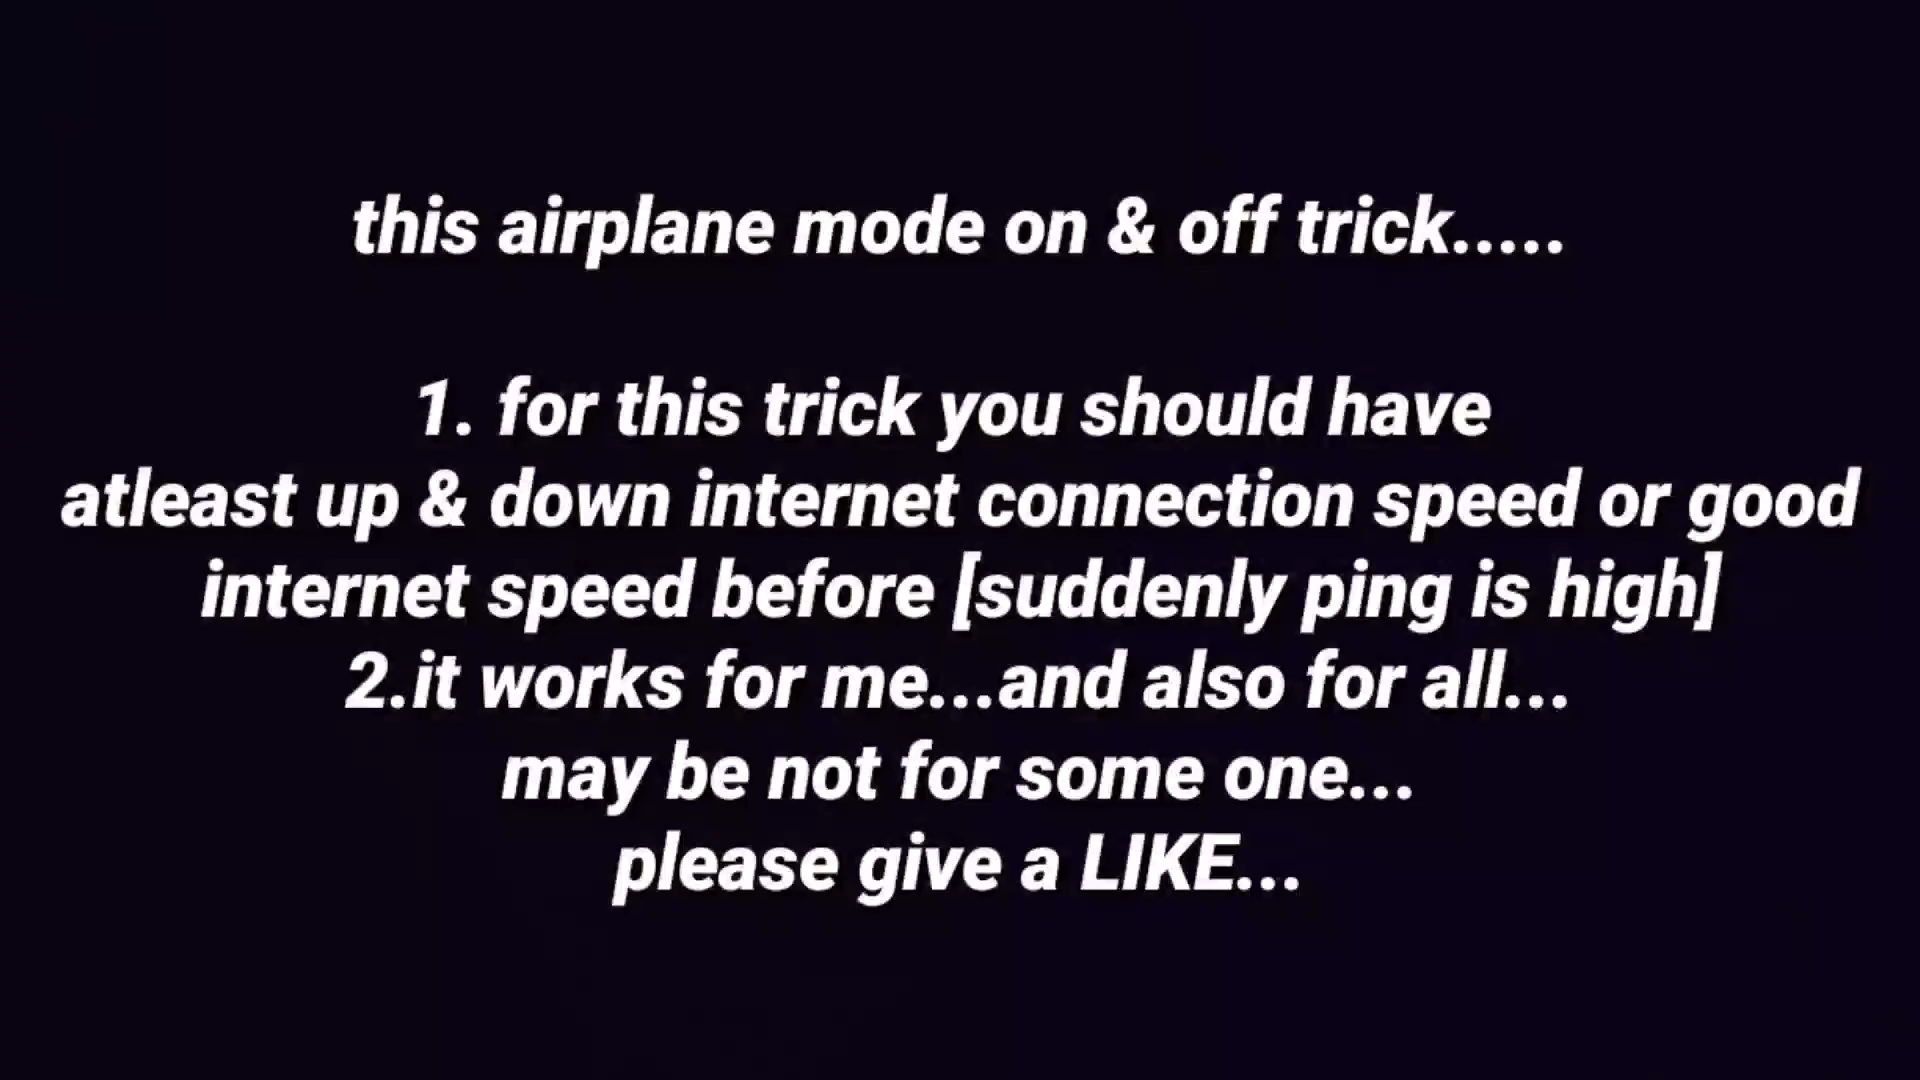 this airplane mode on & off trick.....
1. for this trick you should have
atleast up & down internet connection speed or good
internet speed before [suddenly ping is high]
2.it works for me...and also for all...
may be not for some one...
please give a LIKE...